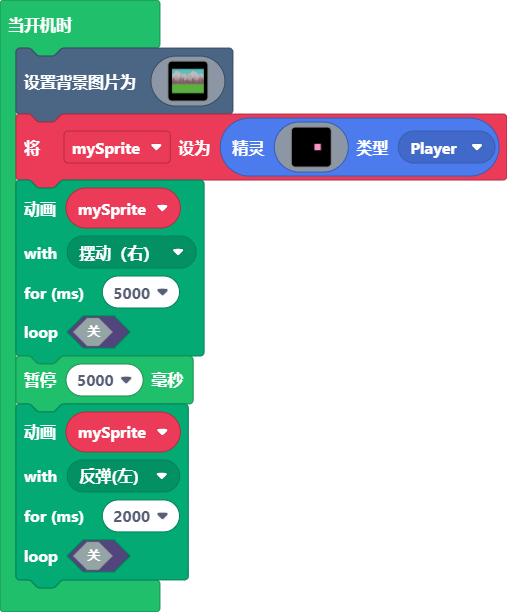 当开机时
设置背景图片为
将 mySprite 设为 精灵 类型 Player
动画 mySprite
with 摆动（右）
for (ms) 5000
loop 关
暂停 5000 毫秒
动画 mySprite
with 反弹(左)
for (ms) 2000
loop 关